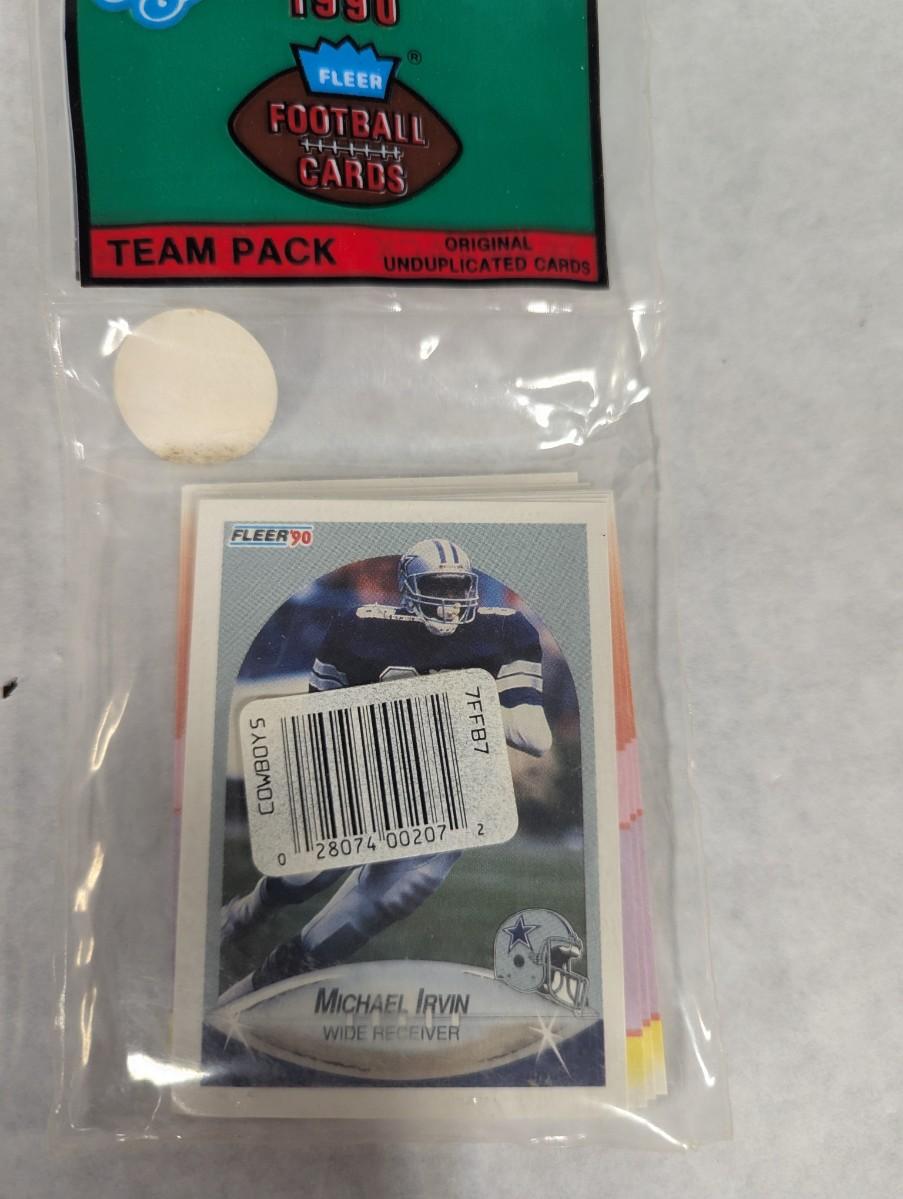 1990
FLEER®
FOOTBALL
CARDS
TEAM PACK
ORIGINAL
UNDUPLICATED CARDS
FLEER '90
COWBOYS
7FFB7
0 28074 00207 2
MICHAEL IRVIN
WIDE RECEIVER